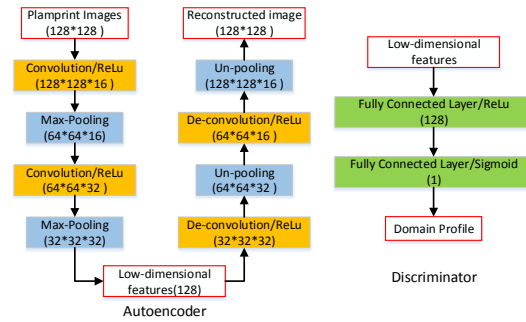 Plamprint Images
(128*128 )
Convolution/ReLu
(128*128*16 )
Max-Pooling
(64*64*16)
Convolution/ReLu
(64*64*32 )
Max-Pooling
(32*32*32)
Low-dimensional
features(128)
Reconstructed image
(128*128 )
Un-pooling
(128*128*16 )
De-convolution/ReLu
(64*64*16 )
Un-pooling
(64*64*32 )
De-convolution/ReLu
(32*32*32)
Autoencoder
Low-dimensional
features
Fully Connected Layer/ReLU
(128)
Fully Connected Layer/Sigmoid
(1)
Domain Profile
Discriminator